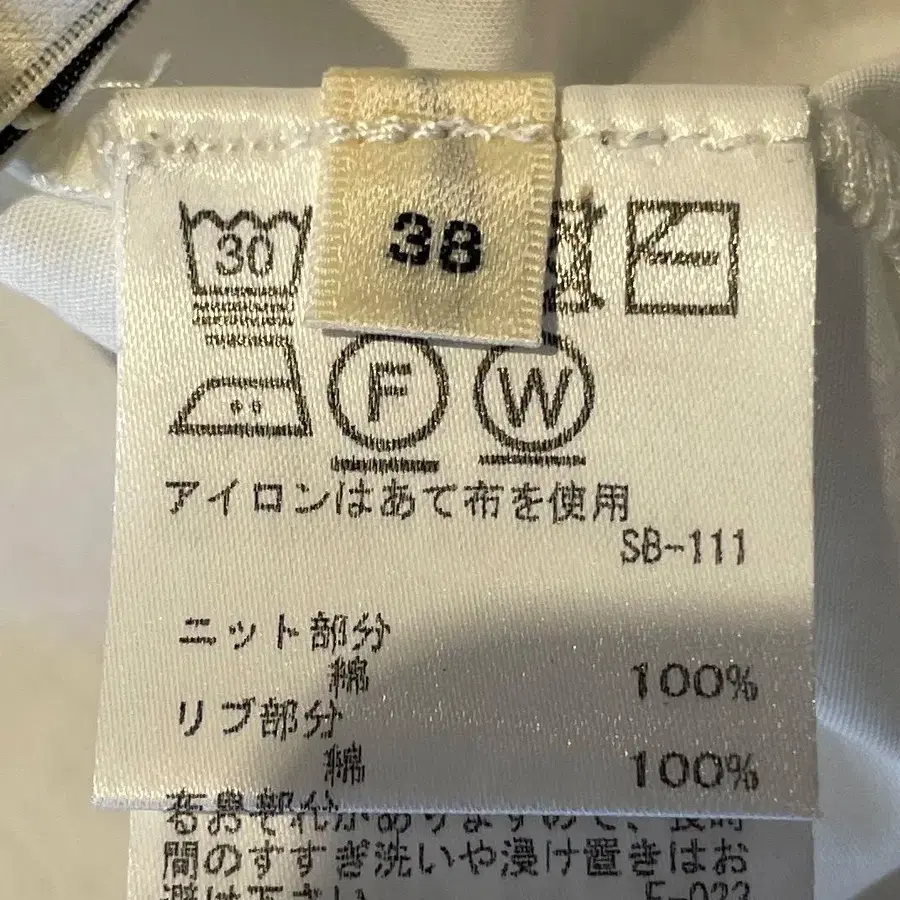 38
30
F
W
アイロンはあて布を使用
SB-111
ニット部分
綿 100%
リブ部分
綿 100%
間のすすぎ洗いや浸け置きはお